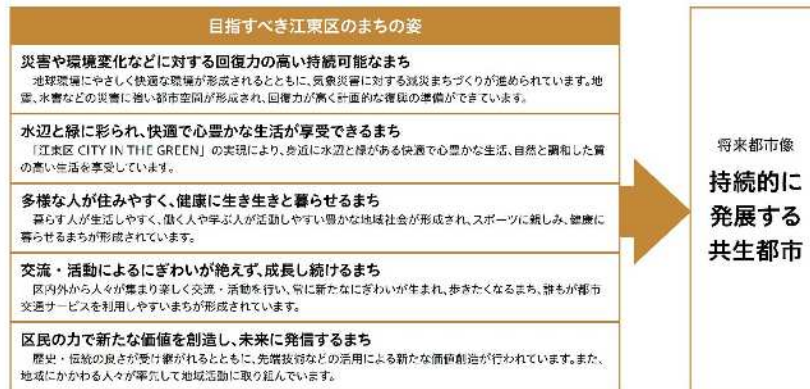 目指すべき江東区のまちの姿
災害や環境変化などに対する回復力の高い持続可能なまち
地球環境にやさしく快適な環境が形成されるとともに、気象災害に対する減災まちづくりが進められています。地
震、水害などの災害に強い都市空間が形成され、回復力が高く計画的な復興の準備ができています。
水辺と緑に彩られ、快適で心豊かな生活が享受できるまち
「江東区 CITY IN THE GREEN」の実現により、身近に水辺と緑がある快適で心豊かな生活、自然と調和した質
の高い生活を享受しています。
多様な人が住みやすく、健康に生き生きと暮らせるまち
暮らす人が生活しやすく、働く人や学ぶ人が活動しやすい豊かな地域社会が形成され、スポーツに親しみ、健康に
暮らせるまちが形成されています。
交流・活動によるにぎわいが絶えず、成長し続けるまち
区内外から人々が集まり楽しく交流・活動を行い、常に新たなにぎわいが生まれ、歩きたくなるまち、誰もが都市
交通サービスを利用しやすいまちが形成されています。
区民の力で新たな価値を創造し、未来に発信するまち
歴史・伝統の良さが受け継がれるとともに、先端技術などの活用による新たな価値創造が行われています。また、
地域にかかわる人々が率先して地域活動に取り組んでいます。
将来都市像
持続的に
発展する
共生都市